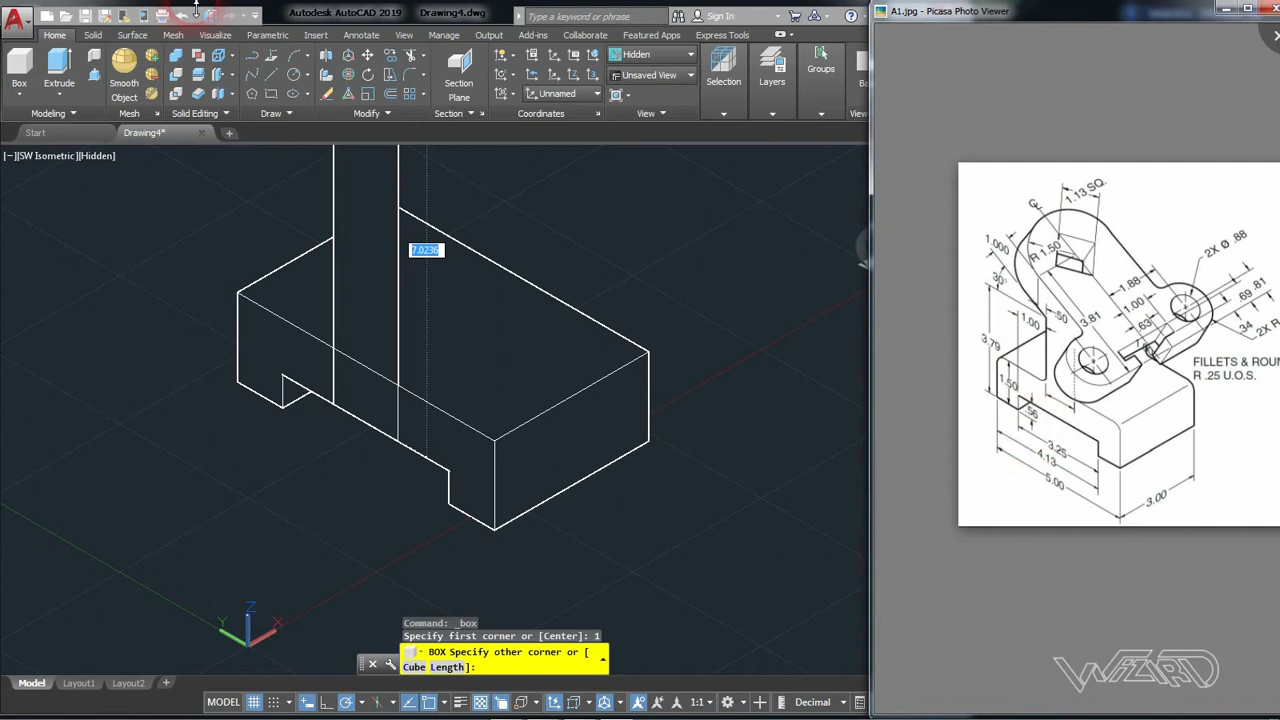 Autodesk AutoCAD 2019 Drawing4.dwg
Type a keyword or phrase
Sign In
A1.jpg - Picasa Photo Viewer
Home Solid Surface Mesh Visualize Parametric Insert Annotate View Manage Output Add-ins Collaborate Featured Apps Express Tools
Box
Extrude
Smooth
Object
Section
Plane
Hidden
Unsaved View
Unnamed
Selection
Layers
Groups
Ba
Modeling Mesh Solid Editing Draw Modify Section Coordinates View View
Start Drawing4*
[−][SW Isometric][Hidden]
7.0236
1.13 SQ.
1.000
R 1.50
30°
2X Ø .88
1.88
1.00
.63
.69 .81
.34
2X R
.50
1.00
3.81
3.79
1.50
.56
3.25
4.13
5.00
3.00
FILLETS & ROUN
R .25 U.O.S.
Z
Y X
Command: _box
Specify first corner or [Center]: 1
BOX Specify other corner or [
Cube Length]:
WIZARD
Model Layout1 Layout2
MODEL 1:1 Decimal